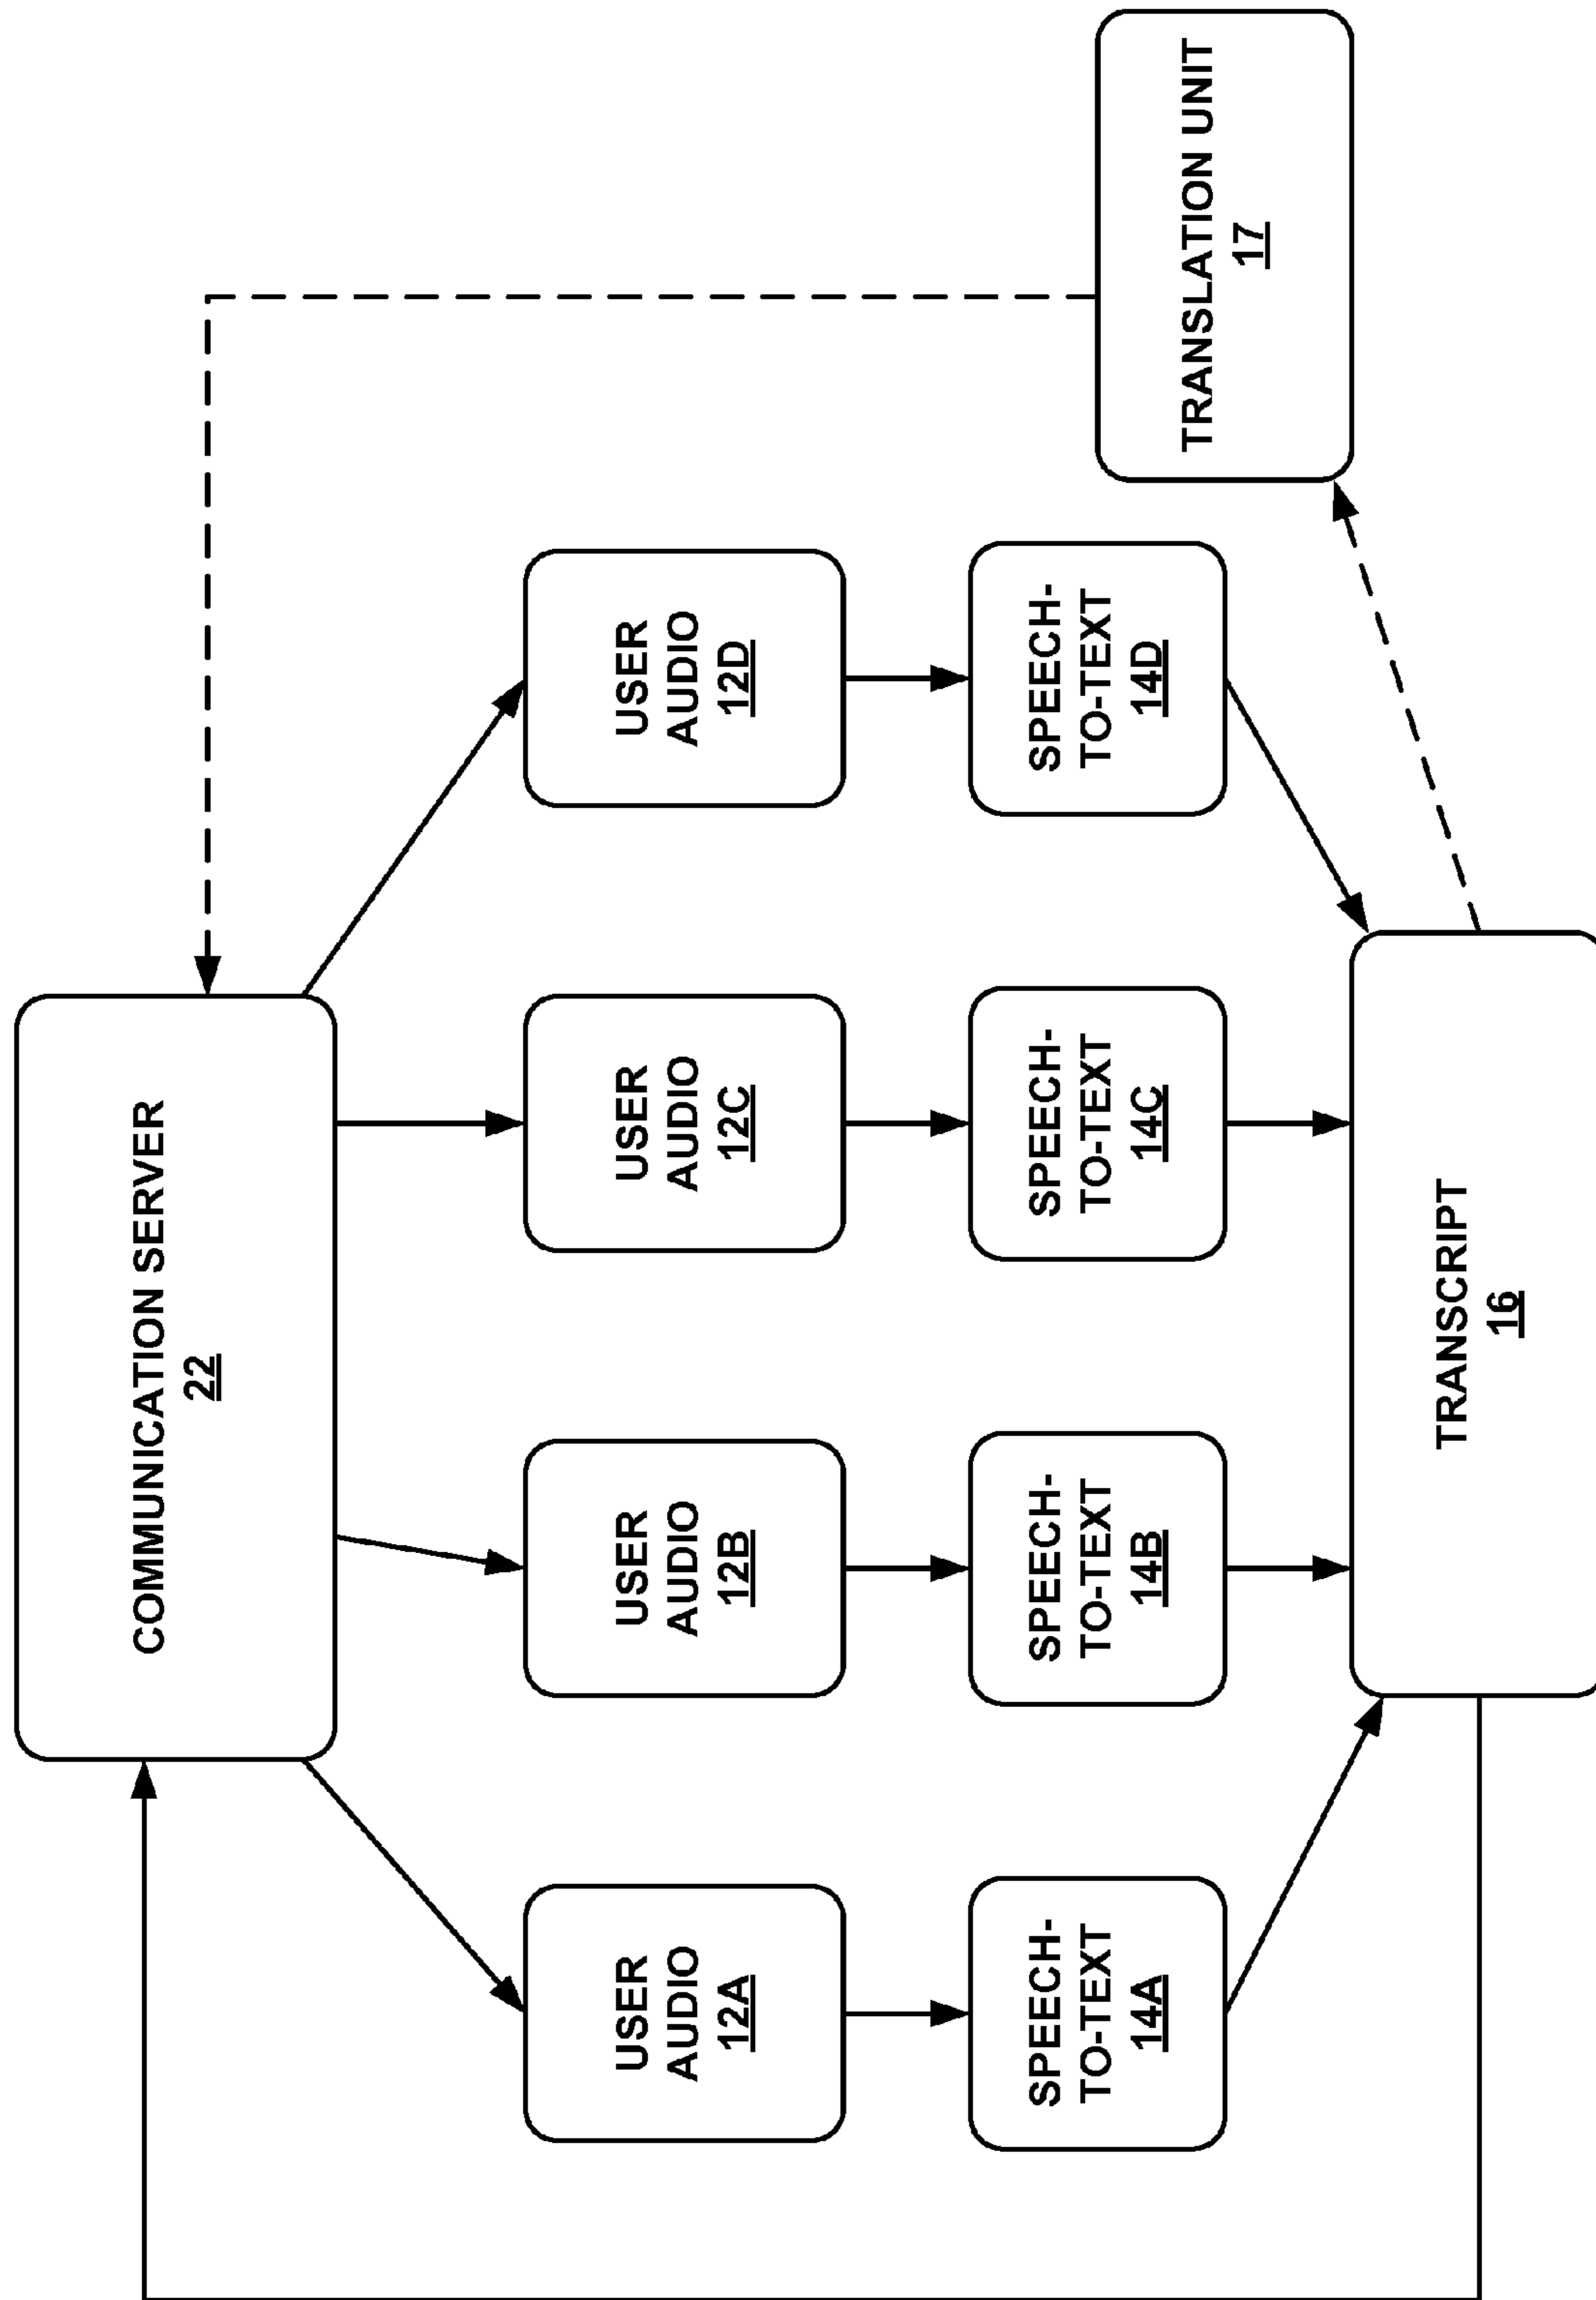 COMMUNICATION SERVER
22
USER
AUDIO
12A
USER
AUDIO
12B
USER
AUDIO
12C
USER
AUDIO
12D
SPEECH-
TO-TEXT
14A
SPEECH-
TO-TEXT
14B
SPEECH-
TO-TEXT
14C
SPEECH-
TO-TEXT
14D
TRANSCRIPT
16
TRANSLATION UNIT
17